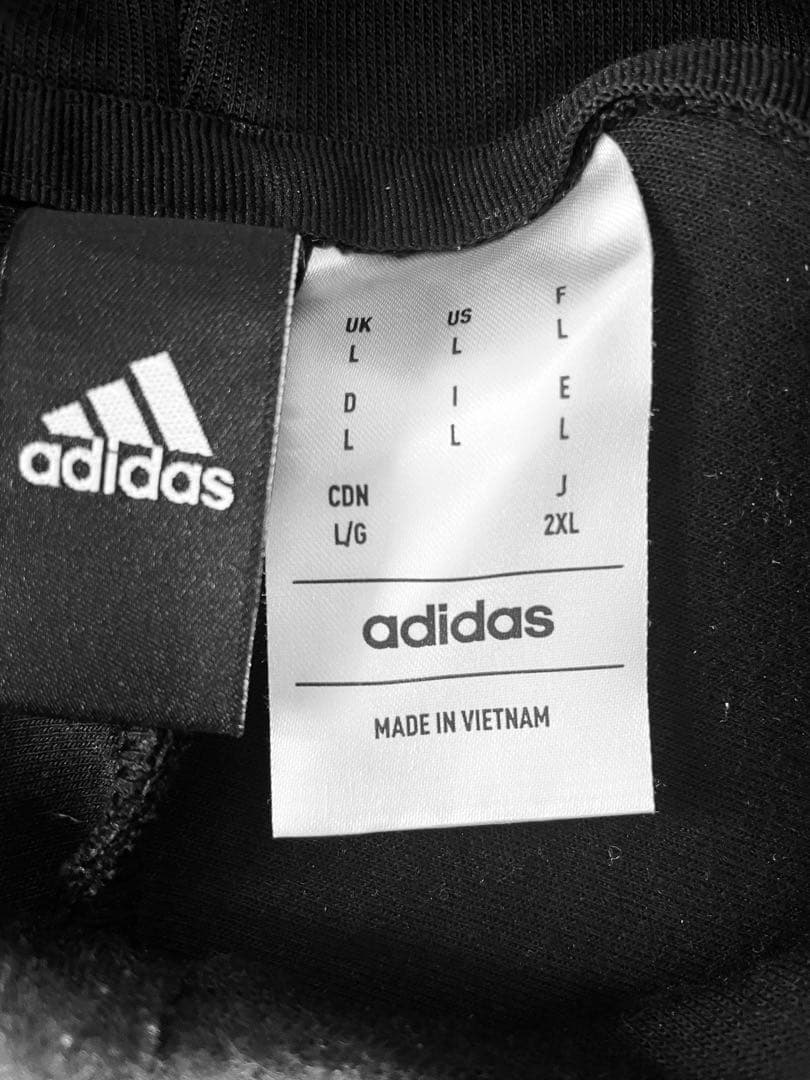 adidas
UK US F
L L L
D I E
L L L
CDN J
L/G 2XL
adidas
MADE IN VIETNAM